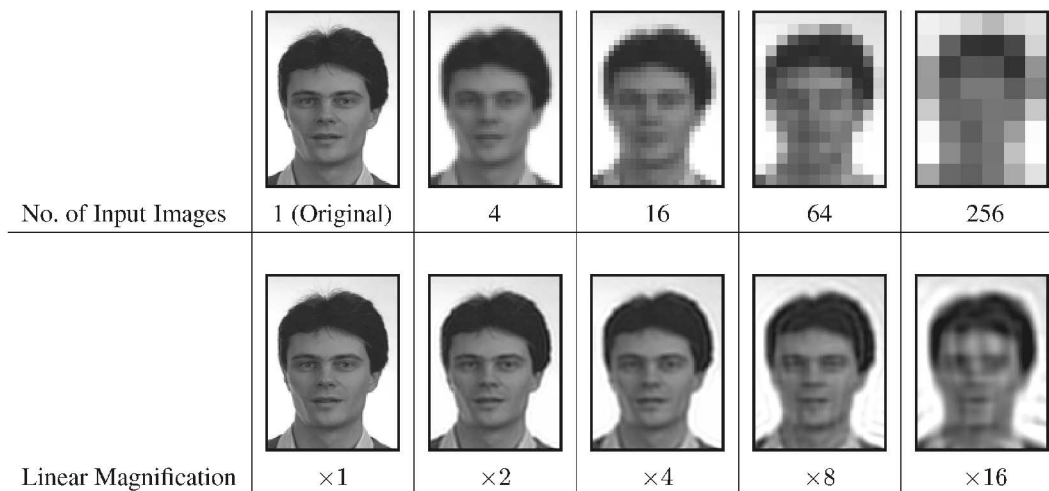 No. of Input Images 1 (Original) 4 16 64 256
Linear Magnification ×1 ×2 ×4 ×8 ×16